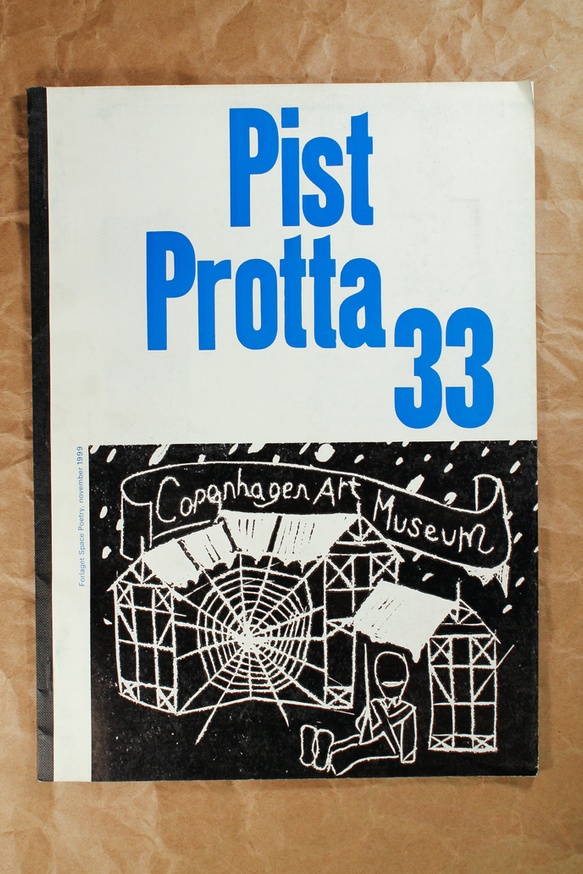 Pist
Protta
33
Forlaget Space Poetry, november 1999
Copenhagen Art Museum